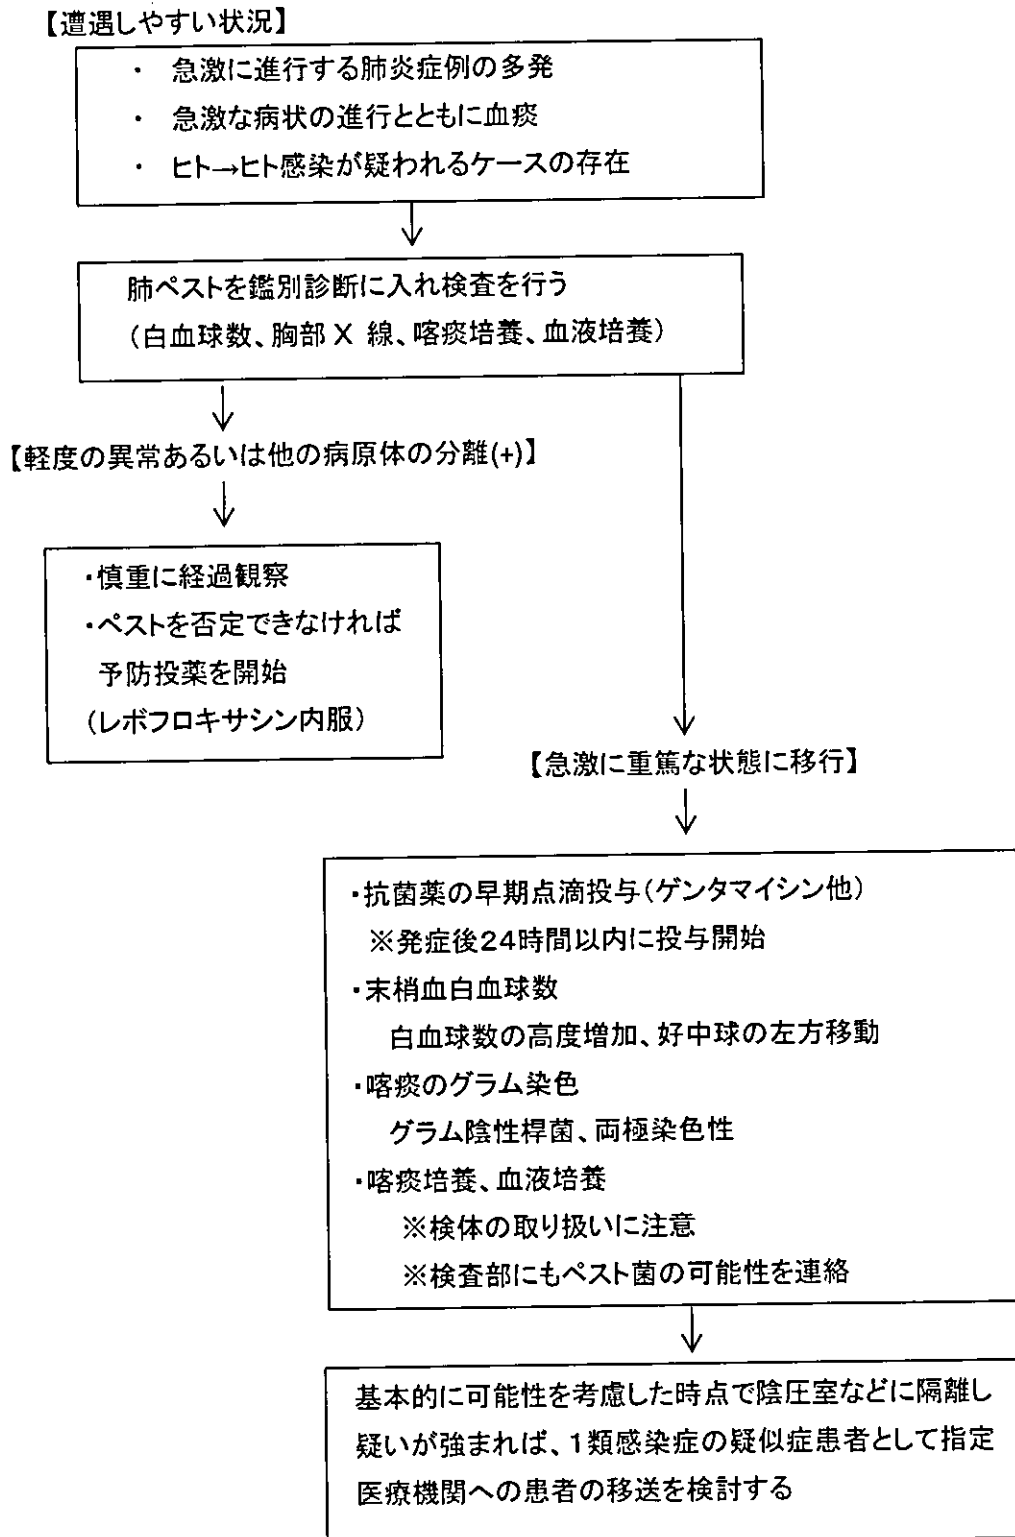 【遭遇しやすい状況】
・ 急激に進行する肺炎症例の多発
・ 急激な病状の進行とともに血痰
・ ヒト→ヒト感染が疑われるケースの存在
肺ペストを鑑別診断に入れ検査を行う
(白血球数、胸部 X 線、喀痰培養、血液培養)
【軽度の異常あるいは他の病原体の分離(+)】
・慎重に経過観察
・ペストを否定できなければ
予防投薬を開始
(レボフロキサシン内服)
【急激に重篤な状態に移行】
・抗菌薬の早期点滴投与(ゲンタマイシン他)
※発症後24時間以内に投与開始
・末梢血白血球数
白血球数の高度増加、好中球の左方移動
・喀痰のグラム染色
グラム陰性桿菌、両極染色性
・喀痰培養、血液培養
※検体の取り扱いに注意
※検査部にもペスト菌の可能性を連絡
基本的に可能性を考慮した時点で陰圧室などに隔離し
疑いが強まれば、1類感染症の疑似症患者として指定
医療機関への患者の移送を検討する